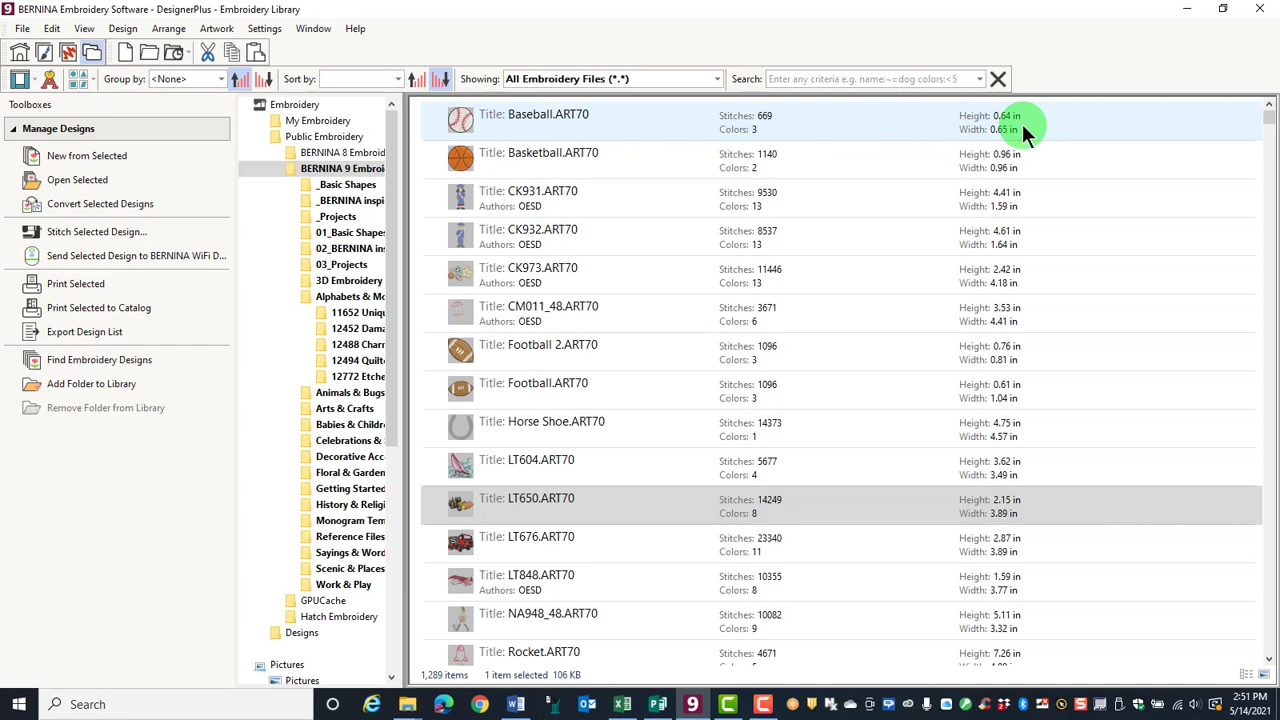 9 BERNINA Embroidery Software - DesignerPlus - Embroidery Library
File Edit View Design Arrange Artwork Settings Window Help
Group by: <None> Sort by: Showing: All Embroidery Files (*.*) Search: Enter any criteria e.g. name:~=dog colors:<5
Toolboxes
Manage Designs
New from Selected
Open Selected
Convert Selected Designs
Stitch Selected Design...
Send Selected Design to BERNINA WiFi D...
Print Selected
Print Selected to Catalog
Export Design List
Find Embroidery Designs
Add Folder to Library
Remove Folder from Library
Embroidery
My Embroidery
Public Embroidery
BERNINA 8 Embroid
BERNINA 9 Embroi
_Basic Shapes
_BERNINA inspi
_Projects
01_Basic Shape
02_BERNINA in
03_Projects
3D Embroidery
Alphabets & Mo
11652 Uniqu
12452 Dama
12488 Charr
12494 Quilt
12772 Etche
Animals & Bugs
Arts & Crafts
Babies & Childre
Celebrations &
Decorative Acc
Floral & Garden
Getting Started
History & Religi
Monogram Tem
Reference Files
Sayings & Word
Scenic & Places
Work & Play
GPUCache
Hatch Embroidery
Designs
Pictures
Pictures
Title: Baseball.ART70 Stitches: 669 Height: 0.64 in
Colors: 3 Width: 0.65 in
Title: Basketball.ART70 Stitches: 1140 Height: 0.96 in
Colors: 2 Width: 0.96 in
Title: CK931.ART70 Stitches: 9530 Height: 4.41 in
Authors: OESD Colors: 13 Width: 1.59 in
Title: CK932.ART70 Stitches: 8537 Height: 4.61 in
Authors: OESD Colors: 13 Width: 1.64 in
Title: CK973.ART70 Stitches: 11446 Height: 2.42 in
Authors: OESD Colors: 13 Width: 4.18 in
Title: CM011_48.ART70 Stitches: 3671 Height: 3.53 in
Authors: OESD Colors: 6 Width: 4.41 in
Title: Football 2.ART70 Stitches: 1096 Height: 0.76 in
Colors: 3 Width: 0.81 in
Title: Football.ART70 Stitches: 1096 Height: 0.61 in
Colors: 3 Width: 1.04 in
Title: Horse Shoe.ART70 Stitches: 14373 Height: 4.75 in
Colors: 1 Width: 4.57 in
Title: LT604.ART70 Stitches: 5677 Height: 3.62 in
Colors: 4 Width: 3.49 in
Title: LT650.ART70 Stitches: 14249 Height: 2.15 in
Colors: 8 Width: 3.89 in
Title: LT676.ART70 Stitches: 23340 Height: 2.87 in
Colors: 11 Width: 3.89 in
Title: LT848.ART70 Stitches: 10355 Height: 1.59 in
Authors: OESD Colors: 8 Width: 3.77 in
Title: NA948_48.ART70 Stitches: 10082 Height: 5.11 in
Colors: 9 Width: 3.32 in
Title: Rocket.ART70 Stitches: 4671 Height: 7.26 in
1,289 items 1 item selected 106 KB
Search
9
2:51 PM
5/14/2021